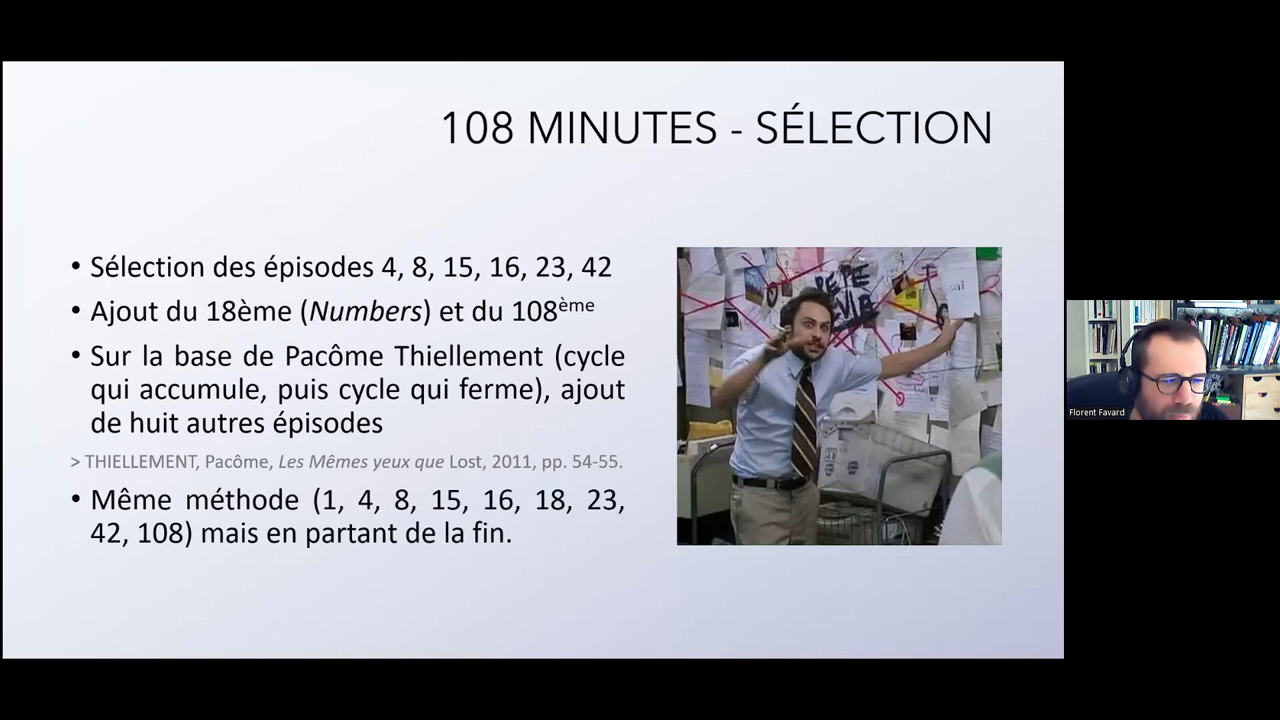 108 MINUTES - SÉLECTION
• Sélection des épisodes 4, 8, 15, 16, 23, 42
• Ajout du 18ème (Numbers) et du 108ème
• Sur la base de Pacôme Thiellement (cycle
qui accumule, puis cycle qui ferme), ajout
de huit autres épisodes
> THIELLEMENT, Pacôme, Les Mêmes yeux que Lost, 2011, pp. 54-55.
• Même méthode (1, 4, 8, 15, 16, 18, 23,
42, 108) mais en partant de la fin.
PEPE
Florent Favard